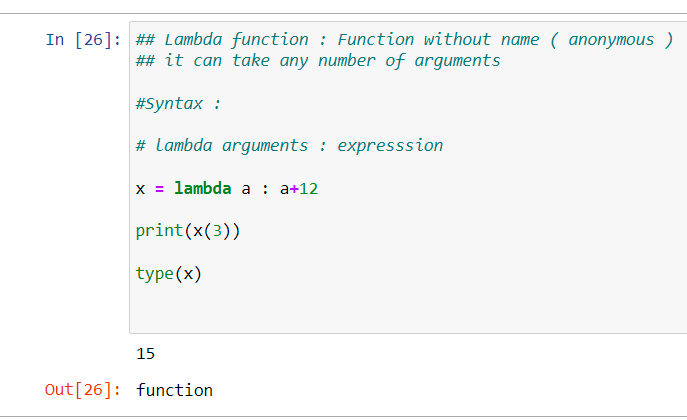 In [26]: ## Lambda function : Function without name ( anonymous )
## it can take any number of arguments
#Syntax :
# lambda arguments : expresssion
x = lambda a : a+12
print(x(3))
type(x)
15
Out[26]: function